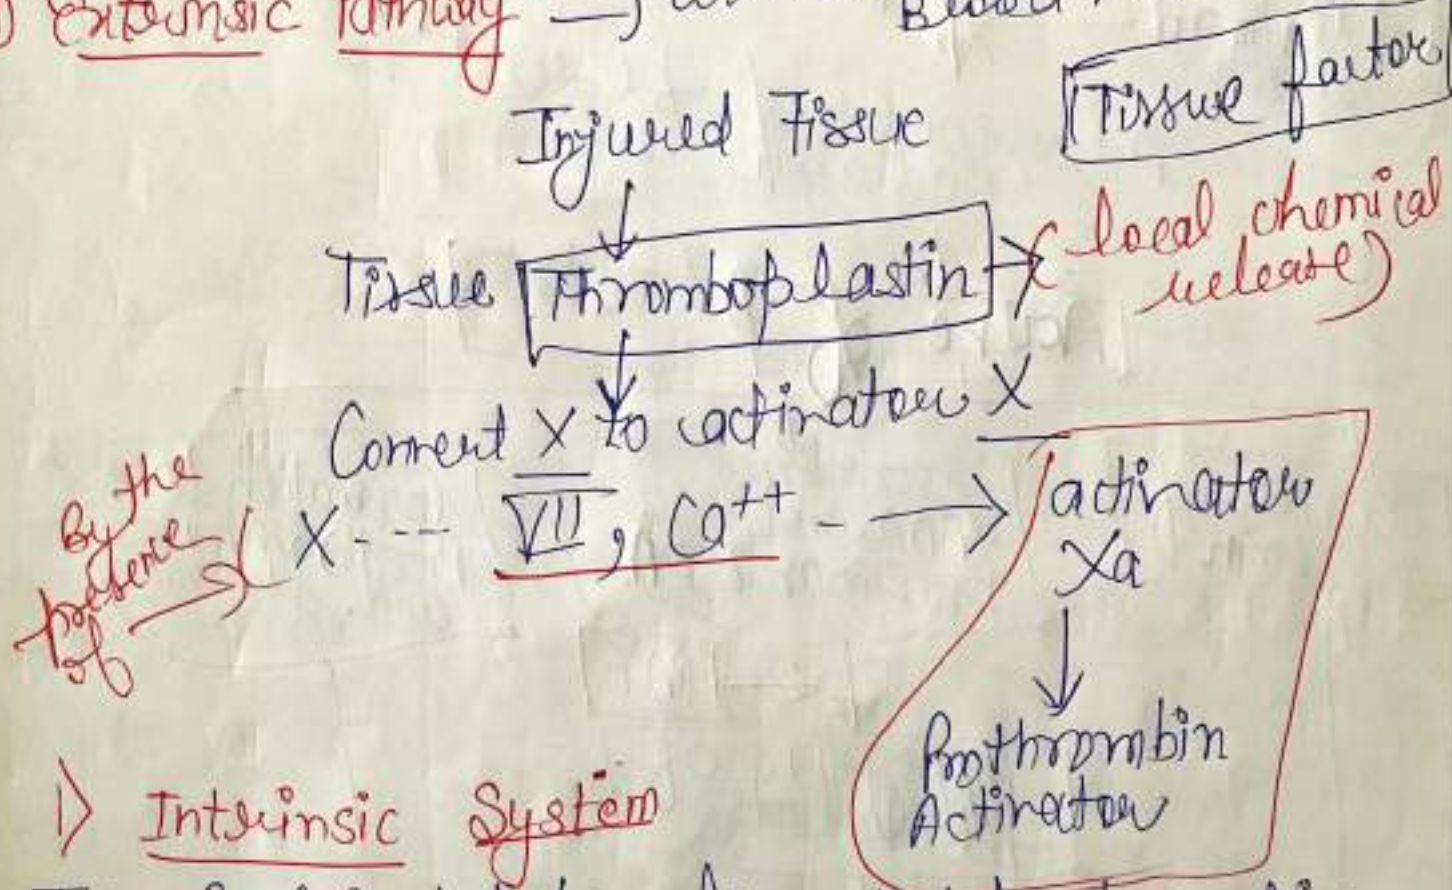 Extrinsic Pathway →
Blood
Tissue factor
Injured Tissue
↓
Tissue Thromboplastin → (local chemical
release)
↓
Convert X to activator X
By the
presence
of → ( X - - - - VII, Ca++ - → activator
Xa
↓
Prothrombin
Activator
1) Intrinsic System